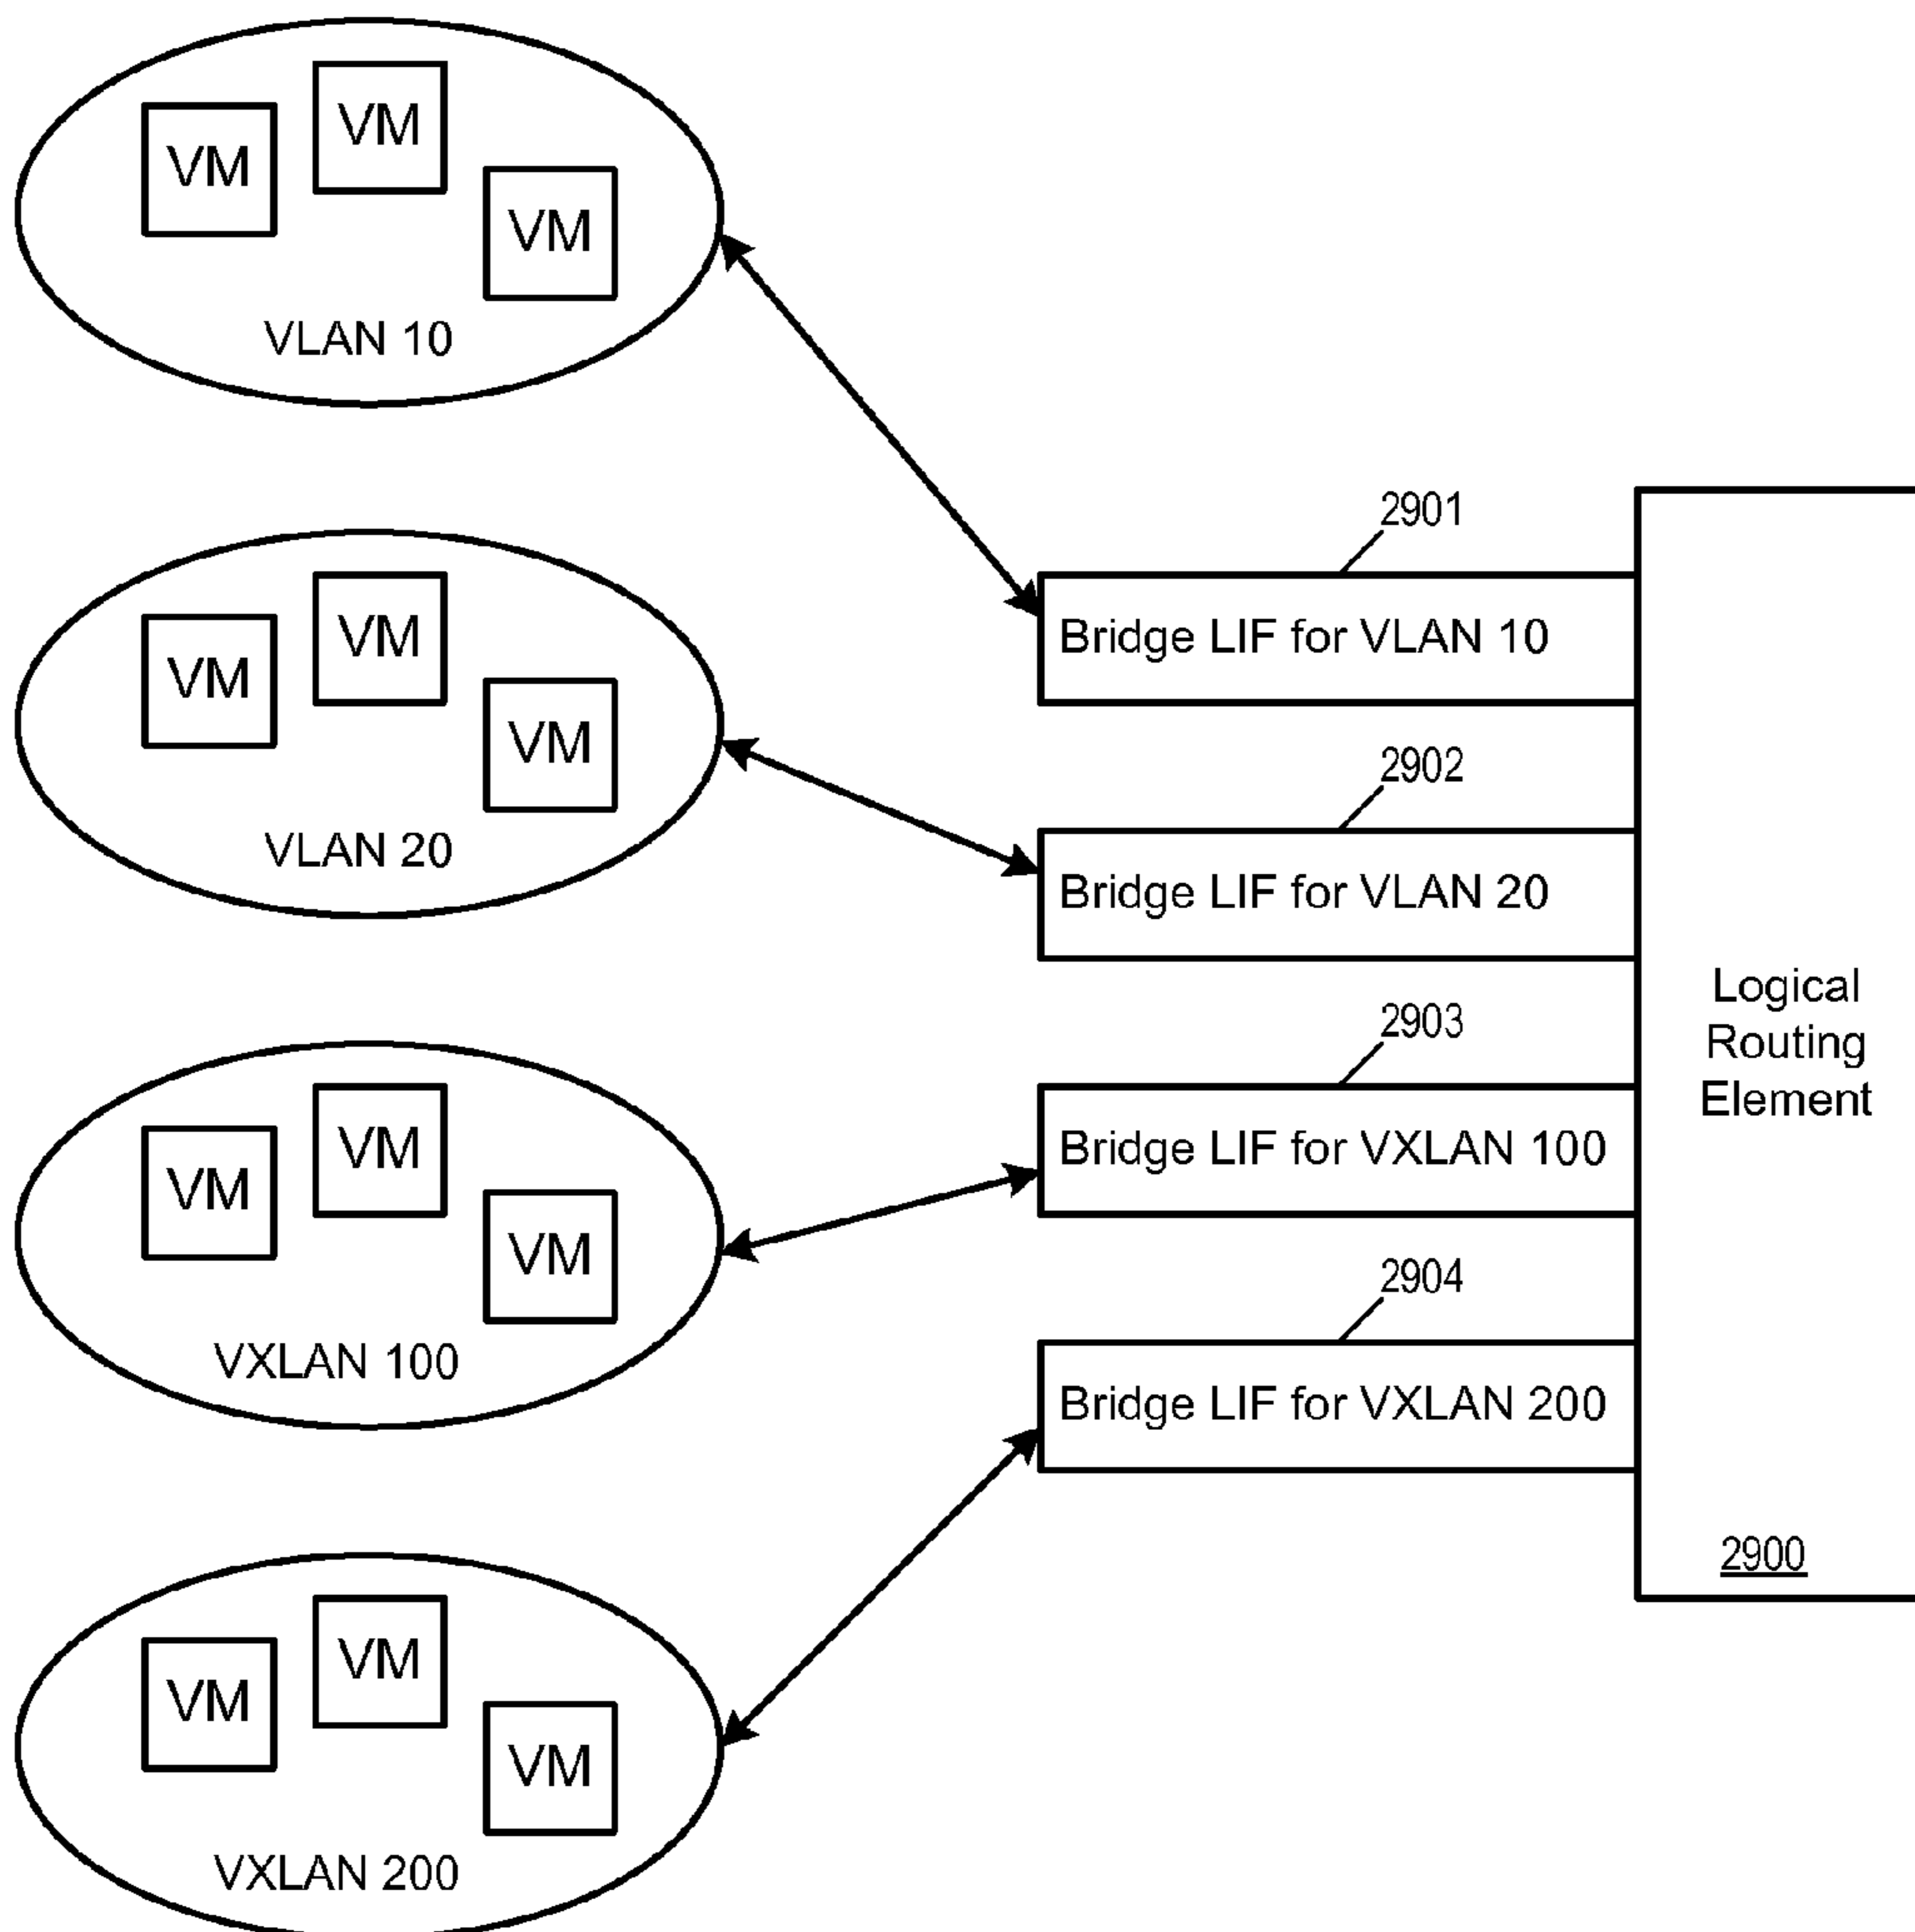 VM
VM
VM
VLAN 10
2901
Bridge LIF for VLAN 10
VM
VM
VM
VLAN 20
2902
Bridge LIF for VLAN 20
VM
VM
VM
VXLAN 100
2903
Bridge LIF for VXLAN 100
VM
VM
VM
VXLAN 200
2904
Bridge LIF for VXLAN 200
Logical
Routing
Element
2900